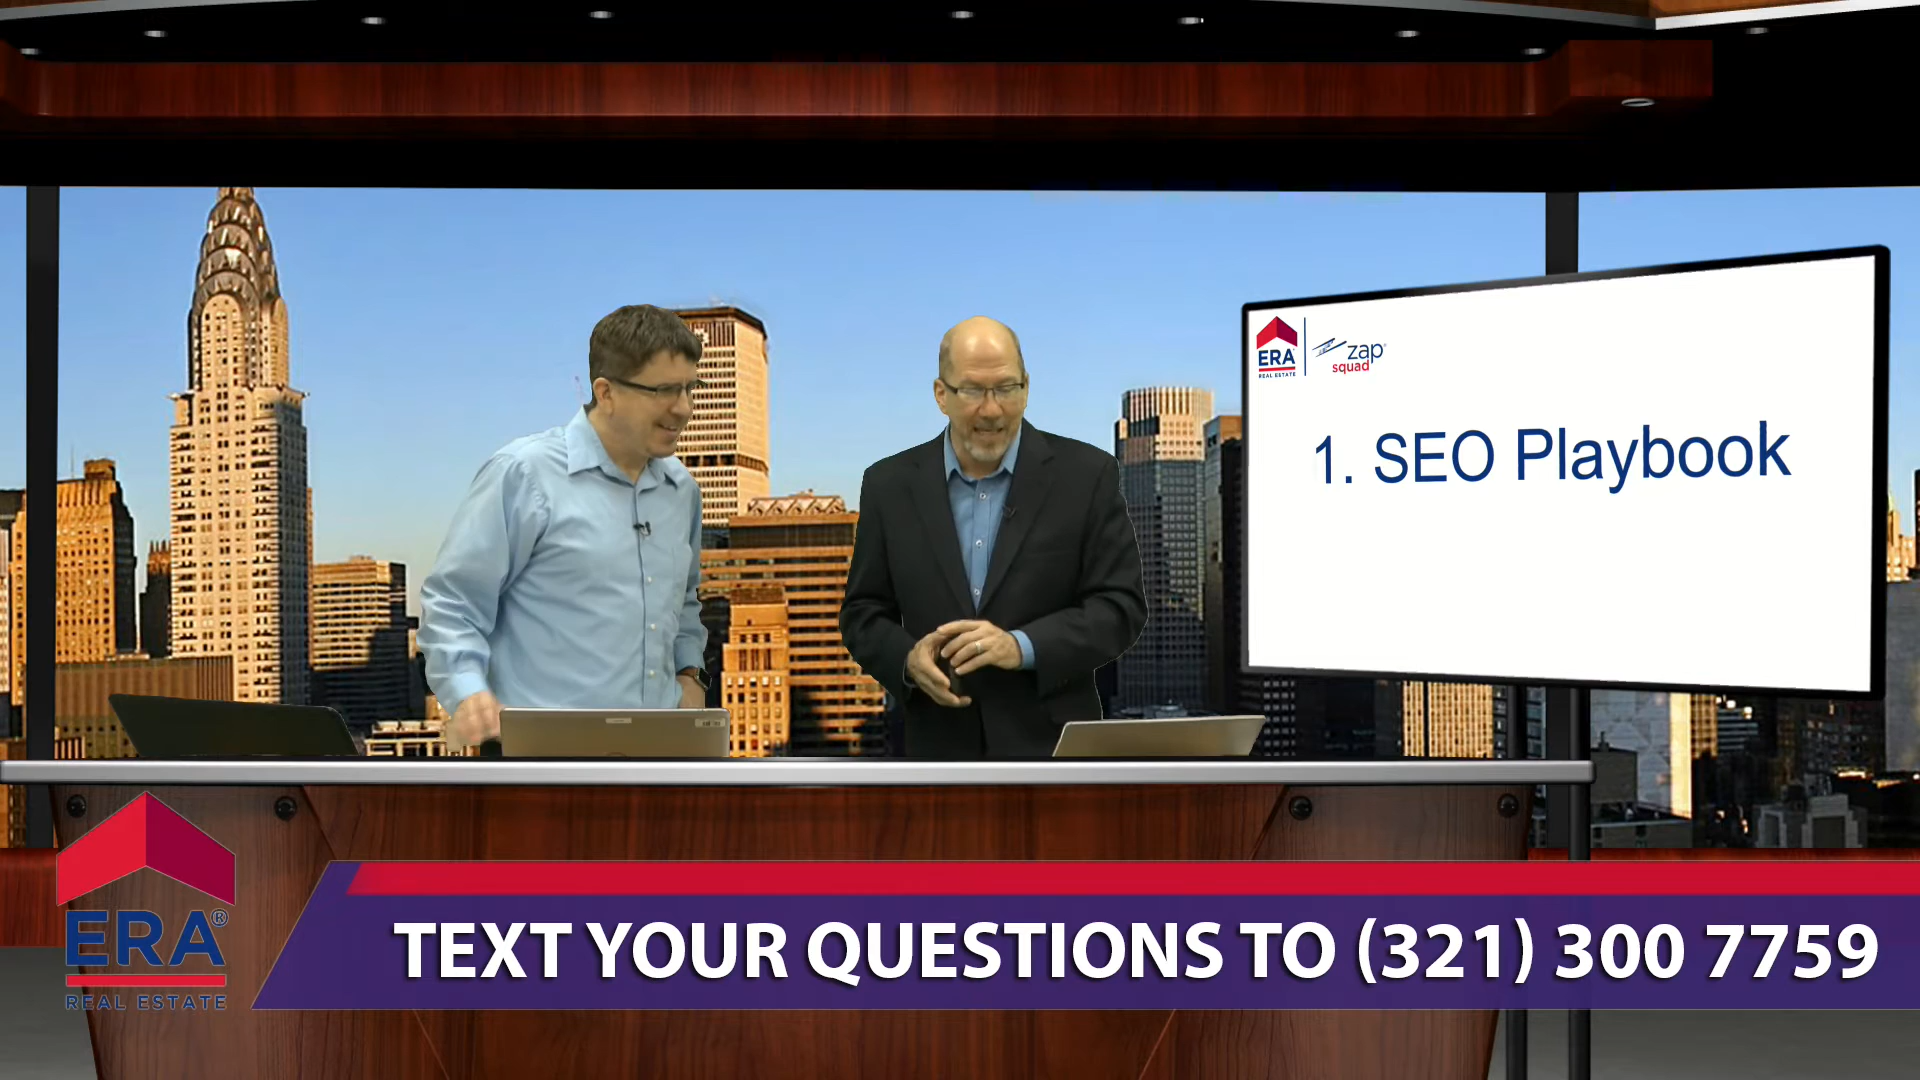 ERA
REAL ESTATE
zap®
squad
1. SEO Playbook
ERA®
REAL ESTATE
TEXT YOUR QUESTIONS TO (321) 300 7759